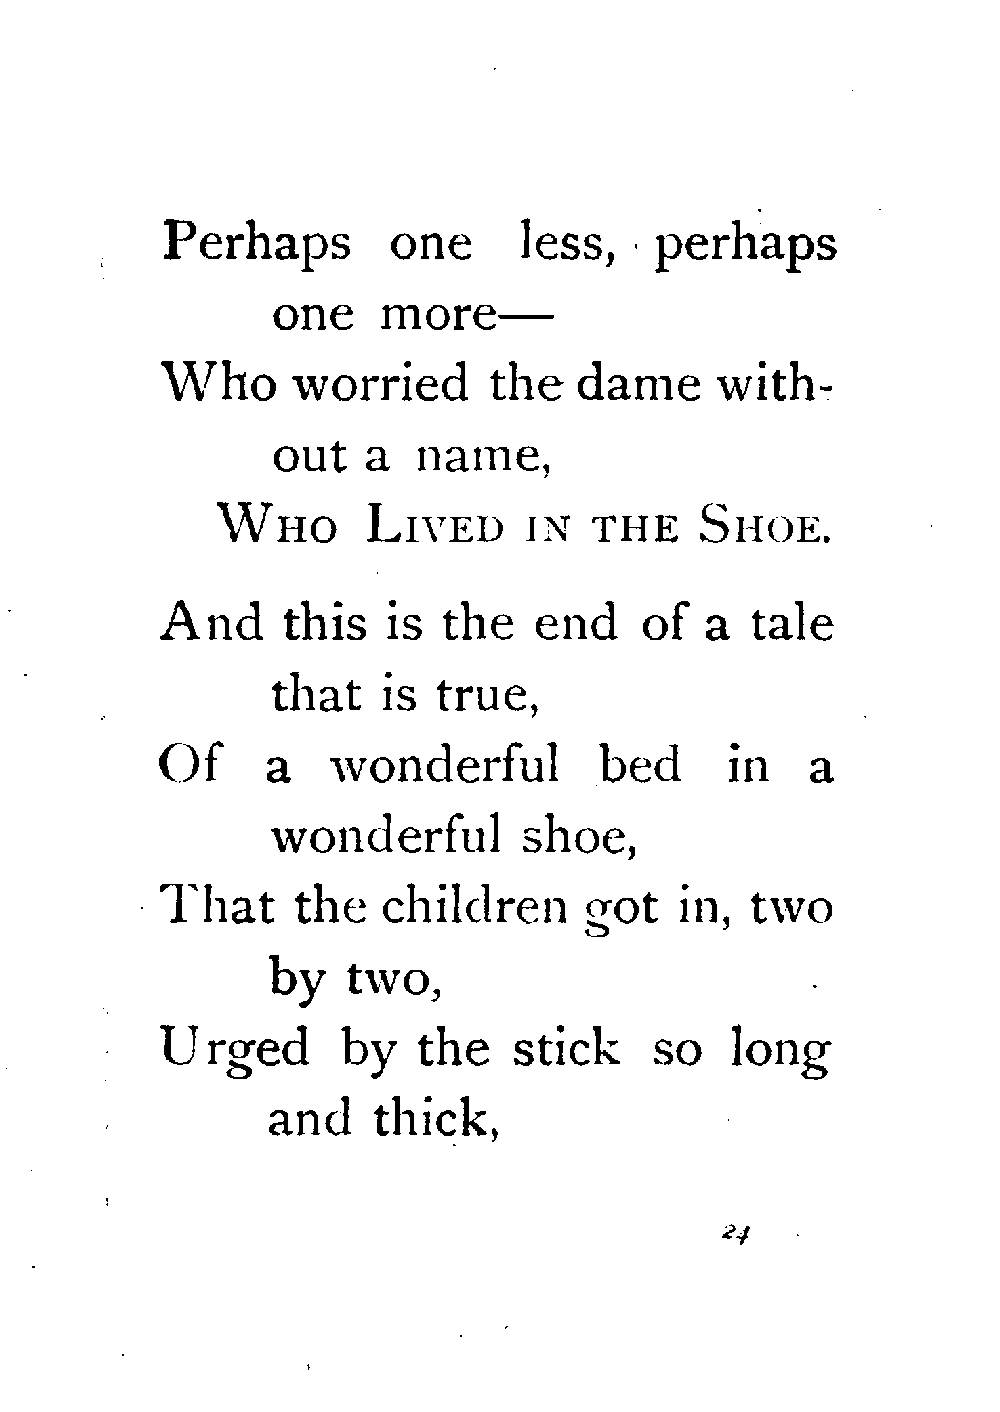 Perhaps one less, perhaps
one more—
Who worried the dame with-
out a name,
WHO LIVED IN THE SHOE.
And this is the end of a tale
that is true,
Of a wonderful bed in a
wonderful shoe,
That the children got in, two
by two,
Urged by the stick so long
and thick,
24